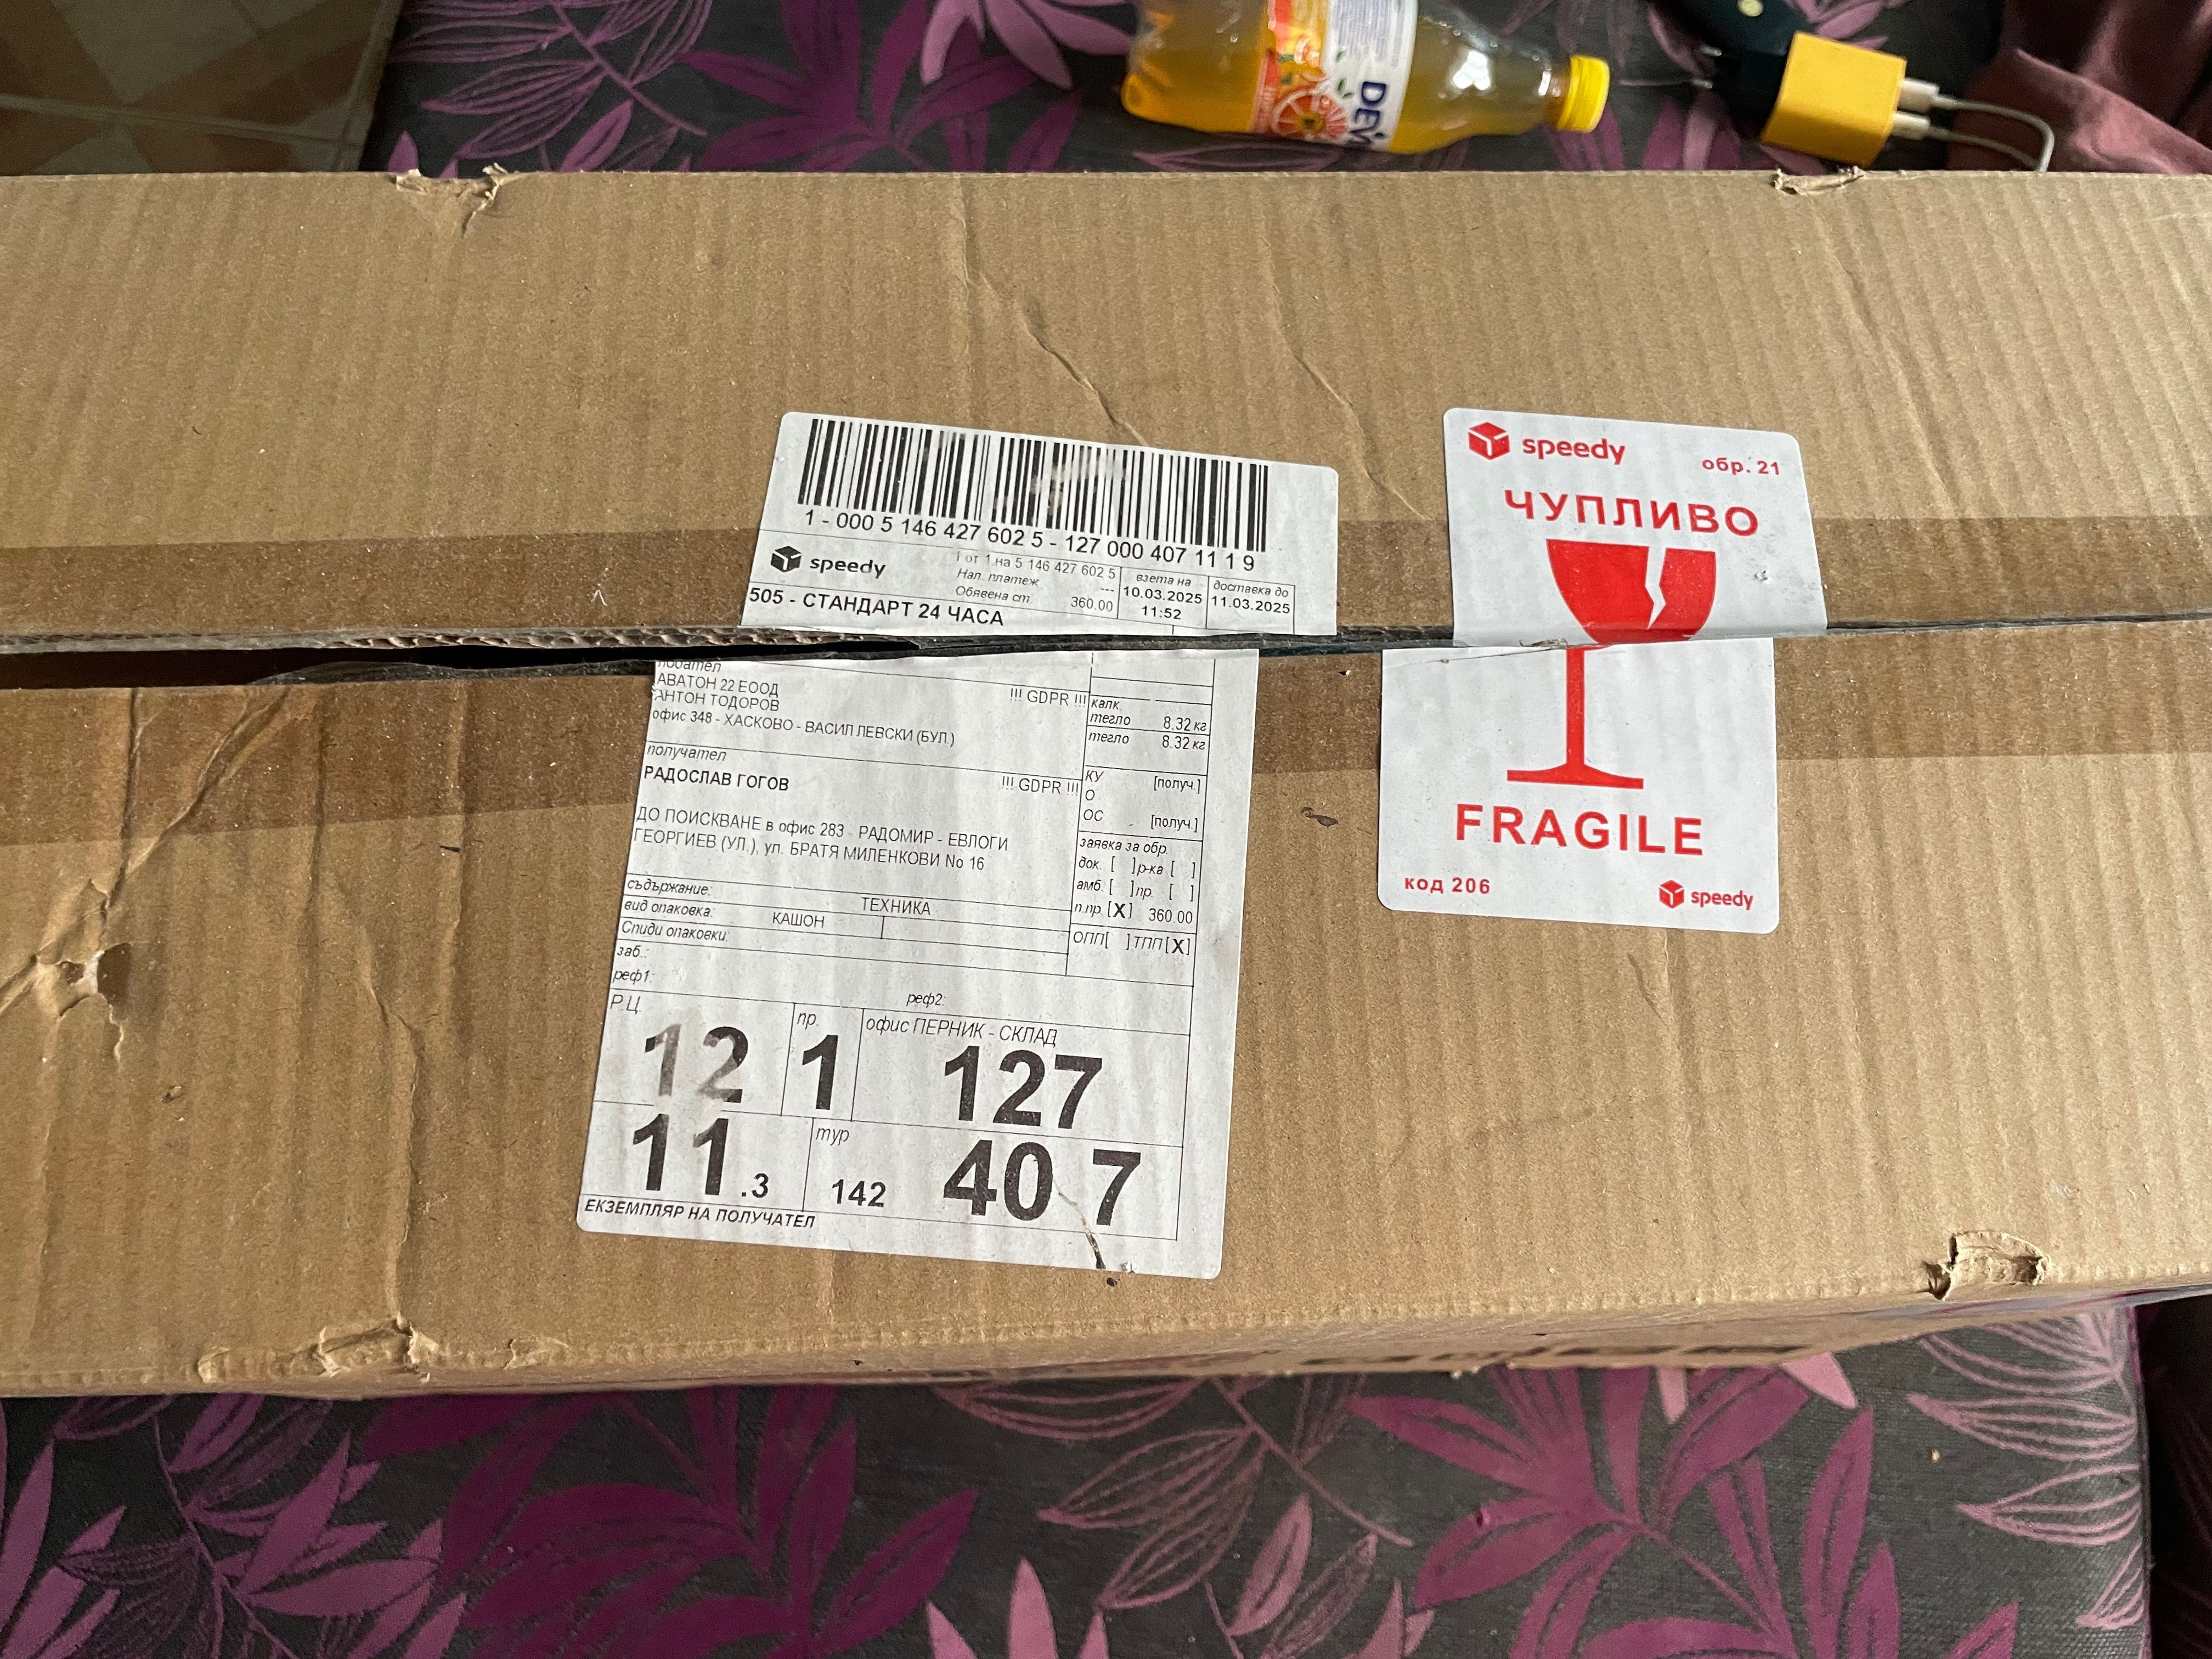 DEV
1 - 000 5 146 427 602 5 - 127 000 407 11 1 9
speedy
1 от 1 на 5 146 427 602 5
Нал. платеж ---
Обявена ст. 360.00
взета на
10.03.2025
11:52
доставка до
11.03.2025
505 - СТАНДАРТ 24 ЧАСА
подател
АВАТОН 22 ЕООД
АНТОН ТОДОРОВ
!!! GDPR !!!
офис 348 - ХАСКОВО - ВАСИЛ ЛЕВСКИ (БУЛ.)
получател
РАДОСЛАВ ГОГОВ
!!! GDPR !!!
ДО ПОИСКВАНЕ в офис 283 - РАДОМИР - ЕВЛОГИ
ГЕОРГИЕВ (УЛ.), ул. БРАТЯ МИЛЕНКОВИ No 16
калк.
тегло 8.32 кг
тегло 8.32 кг
КУ [получ.]
О
ОС [получ.]
заявка за обр.
док. [ ] р-ка [ ]
амб. [ ] пр. [ ]
п.пр. [X] 360.00
ОПП[ ] ТПП[X]
съдържание: ТЕХНИКА
вид опаковка: КАШОН
Спиди опаковки:
заб.:
реф1: реф2:
Р.Ц. пр. офис ПЕРНИК - СКЛАД
12 1 127
11.3 тур 142 40 7
ЕКЗЕМПЛЯР НА ПОЛУЧАТЕЛ
speedy
обр. 21
ЧУПЛИВО
FRAGILE
код 206
speedy